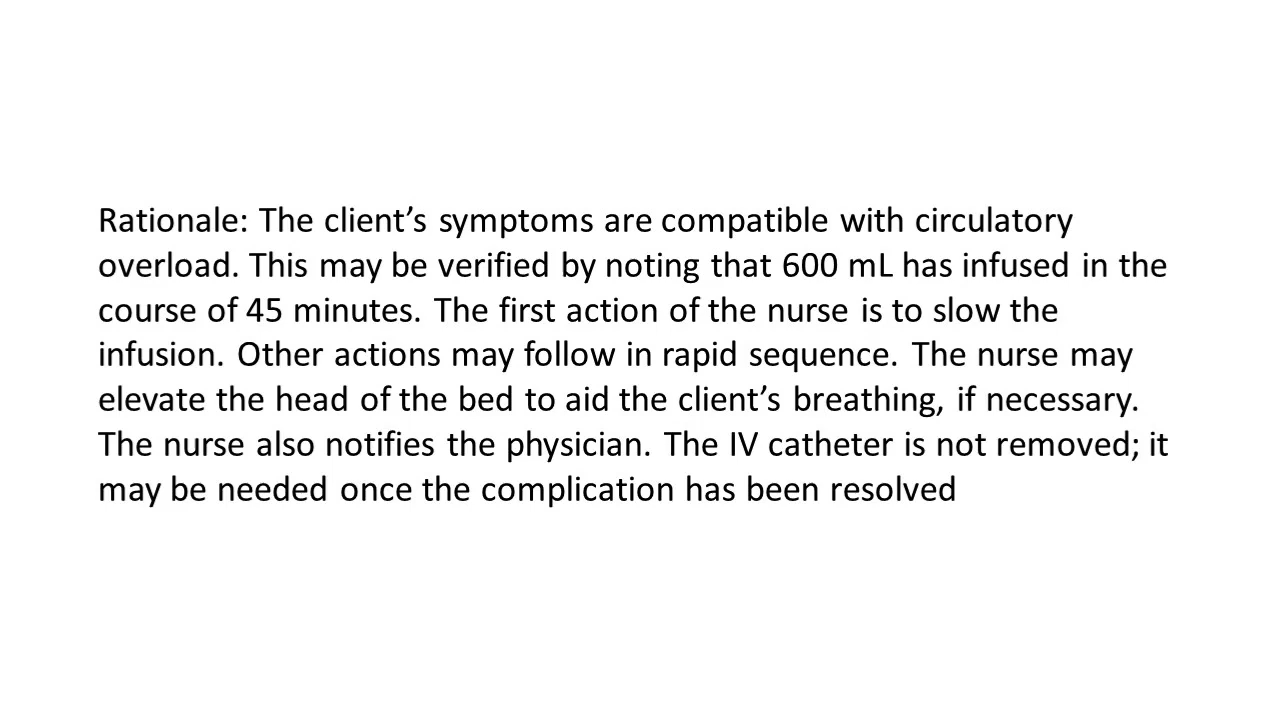 Rationale: The client’s symptoms are compatible with circulatory
overload. This may be verified by noting that 600 mL has infused in the
course of 45 minutes. The first action of the nurse is to slow the
infusion. Other actions may follow in rapid sequence. The nurse may
elevate the head of the bed to aid the client’s breathing, if necessary.
The nurse also notifies the physician. The IV catheter is not removed; it
may be needed once the complication has been resolved